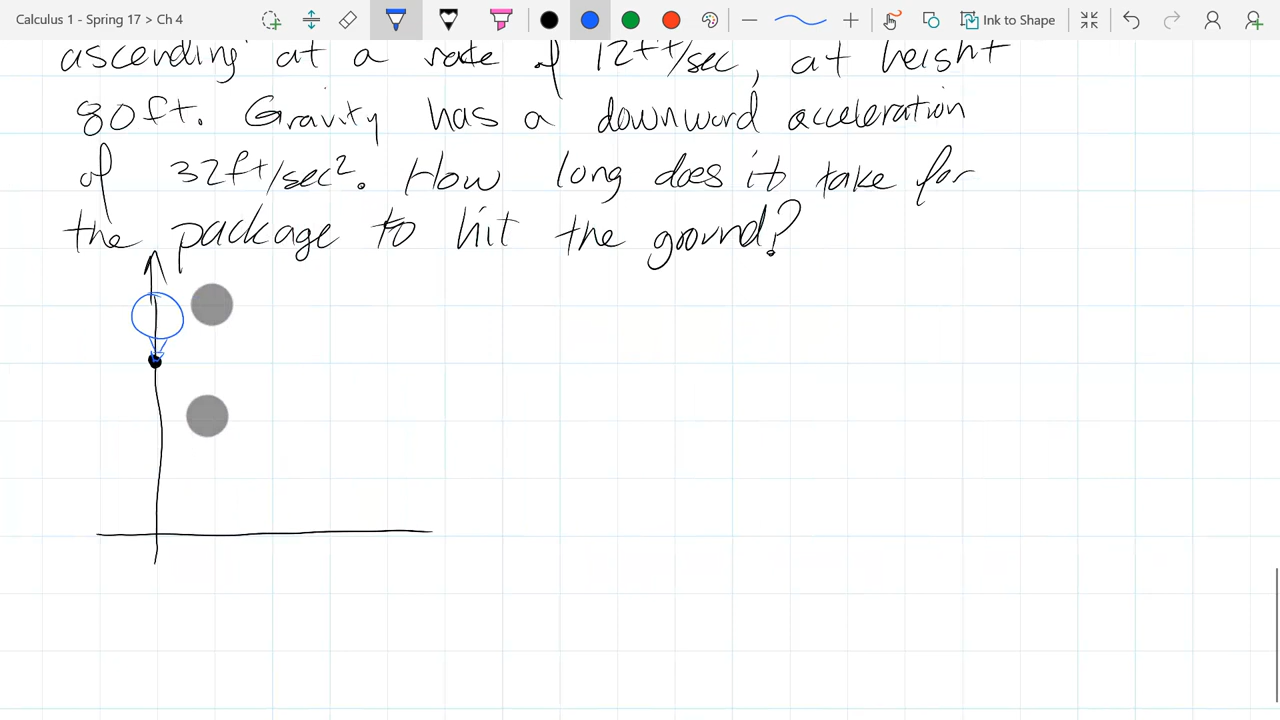 Calculus 1 - Spring 17 > Ch 4
Ink to Shape
ascending at a rate of 12ft/sec, at height
80ft. Gravity has a downward acceleration
of 32ft/sec². How long does it take for
the package to hit the ground?